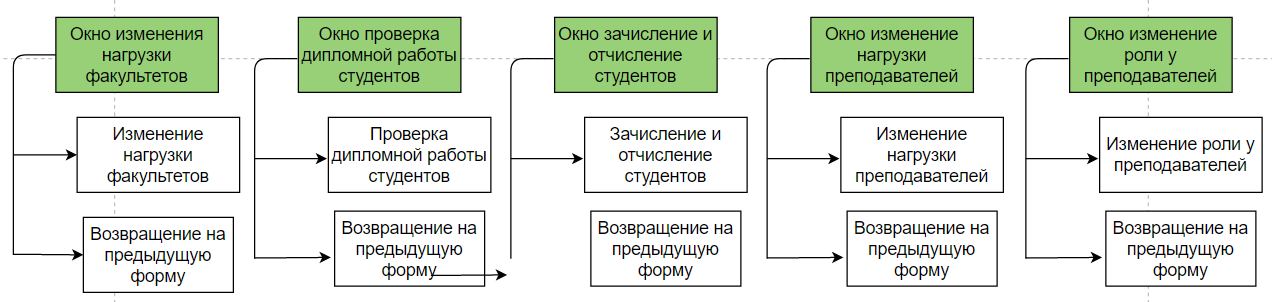 Окно изменения
нагрузки
факультетов
Окно проверка
дипломной работы
студентов
Окно зачисление и
отчисление
студентов
Окно изменение
нагрузки
преподавателей
Окно изменение
роли у
преподавателей
Изменение
нагрузки
факультетов
Проверка
дипломной работы
студентов
Зачисление и
отчисление
студентов
Изменение
нагрузки
преподавателей
Изменение роли у
преподавателей
Возвращение на
предыдущую
форму
Возвращение на
предыдущую
форму
Возвращение на
предыдущую
форму
Возвращение на
предыдущую
форму
Возвращение на
предыдущую
форму